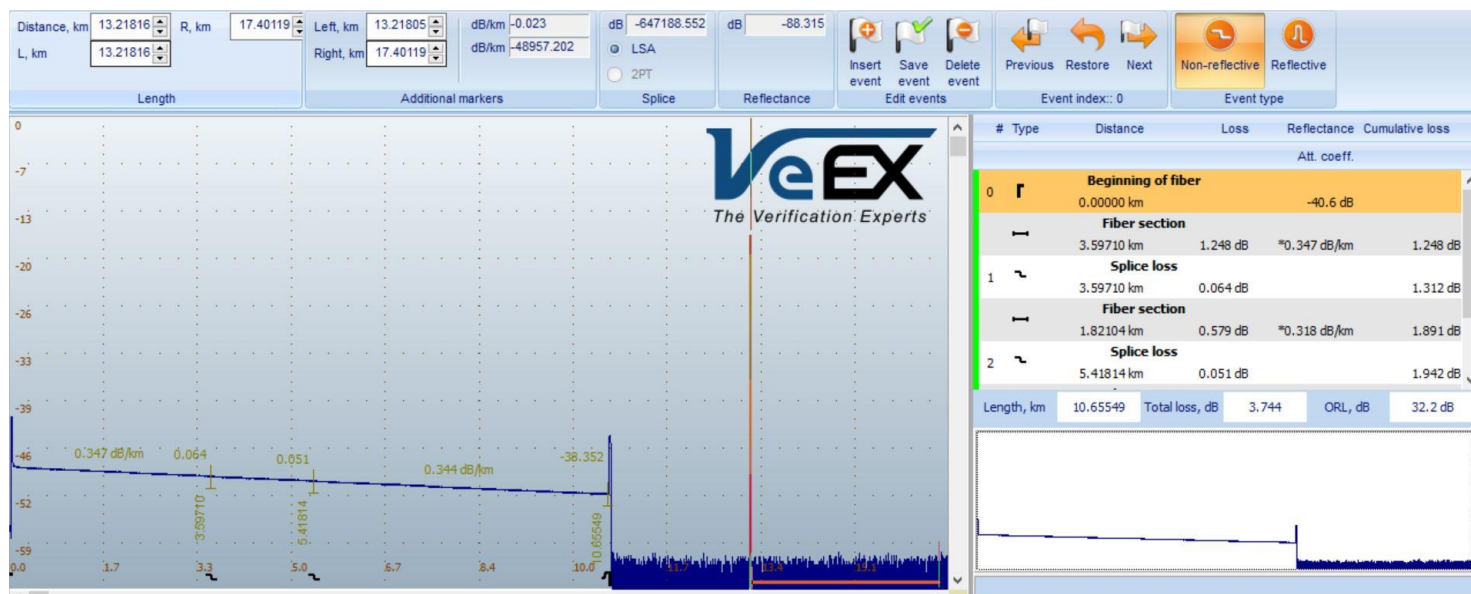 Distance, km 13.21816 R, km 17.40119 Left, km 13.21805 dB/km -0.023 dB -647188.552 dB -88.315
L, km 13.21816 Right, km 17.40119 dB/km -48957.202 LSA
2PT
Insert event Save event Delete event Previous Restore Next Non-reflective Reflective
Length Additional markers Splice Reflectance Edit events Event index:: 0 Event type
0
-7
-13
-20
-26
-33
-39
-46
-52
-59
VeEX
The Verification Experts
0.347 dB/km 0.064 0.051 0.344 dB/km -38.352
3.59710 5.41814 10.65549
0.0 1.7 3.3 5.0 6.7 8.4 10.0 11.7 13.4 15.1
# Type Distance Loss Reflectance Cumulative loss
Att. coeff.
Beginning of fiber
0 0.00000 km -40.6 dB
Fiber section
3.59710 km 1.248 dB *0.347 dB/km 1.248 dB
Splice loss
1 3.59710 km 0.064 dB 1.312 dB
Fiber section
1.82104 km 0.579 dB *0.318 dB/km 1.891 dB
Splice loss
2 5.41814 km 0.051 dB 1.942 dB
Length, km 10.65549 Total loss, dB 3.744 ORL, dB 32.2 dB